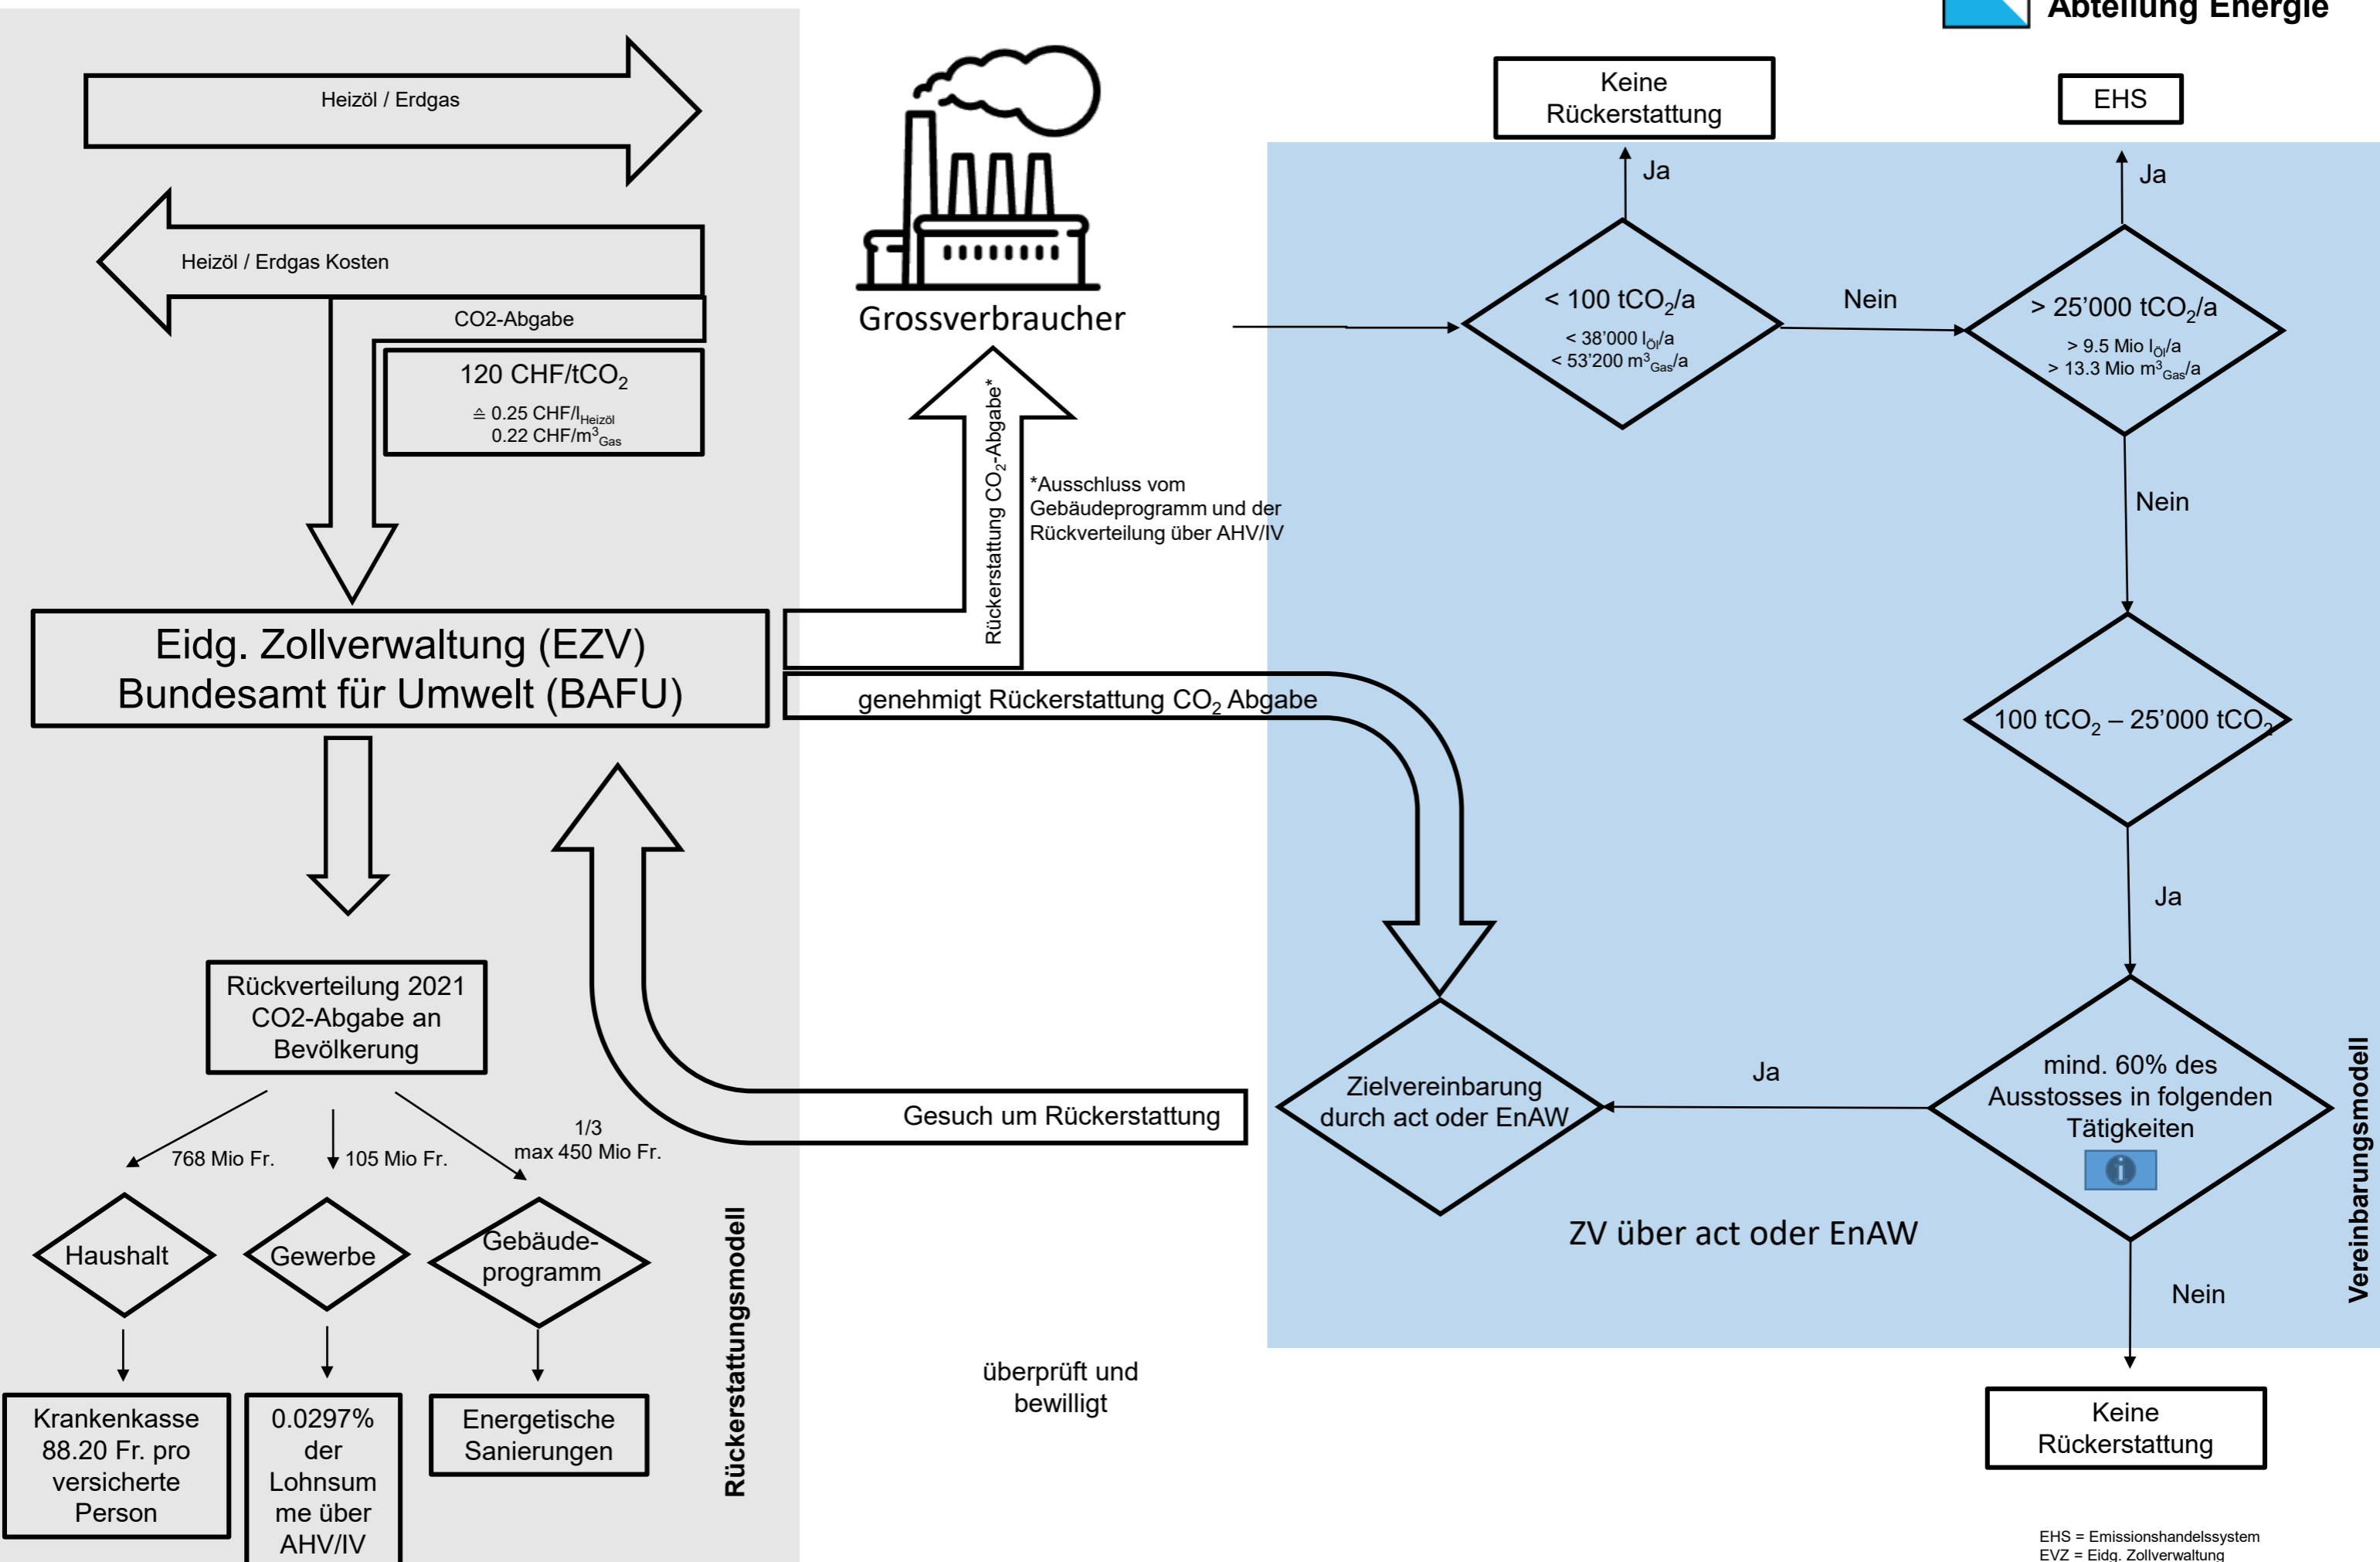 Abteilung Energie
Heizöl / Erdgas
Heizöl / Erdgas Kosten
CO2-Abgabe
120 CHF/tCO₂
≙ 0.25 CHF/l_Heizöl
0.22 CHF/m³_Gas
Grossverbraucher
Rückerstattung CO₂-Abgabe*
*Ausschluss vom
Gebäudeprogramm und der
Rückverteilung über AHV/IV
Eidg. Zollverwaltung (EZV)
Bundesamt für Umwelt (BAFU)
genehmigt Rückerstattung CO₂ Abgabe
Keine
Rückerstattung
EHS
Ja
Ja
< 100 tCO₂/a
< 38’000 l_Öl/a
< 53’200 m³_Gas/a
Nein
> 25’000 tCO₂/a
> 9.5 Mio l_Öl/a
> 13.3 Mio m³_Gas/a
Nein
100 tCO₂ – 25’000 tCO₂
Ja
mind. 60% des
Ausstosses in folgenden
Tätigkeiten
i
Ja
Zielvereinbarung
durch act oder EnAW
Gesuch um Rückerstattung
ZV über act oder EnAW
Vereinbarungsmodell
Nein
Keine
Rückerstattung
überprüft und
bewilligt
Rückverteilung 2021
CO2-Abgabe an
Bevölkerung
768 Mio Fr.
105 Mio Fr.
1/3
max 450 Mio Fr.
Haushalt
Gewerbe
Gebäude-
programm
Krankenkasse
88.20 Fr. pro
versicherte
Person
0.0297%
der
Lohnsum
me über
AHV/IV
Energetische
Sanierungen
Rückerstattungsmodell
EHS = Emissionshandelssystem
EVZ = Eidg. Zollverwaltung